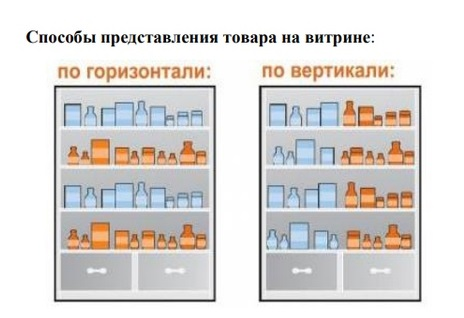 Способы представления товара на витрине:
по горизонтали: по вертикали: